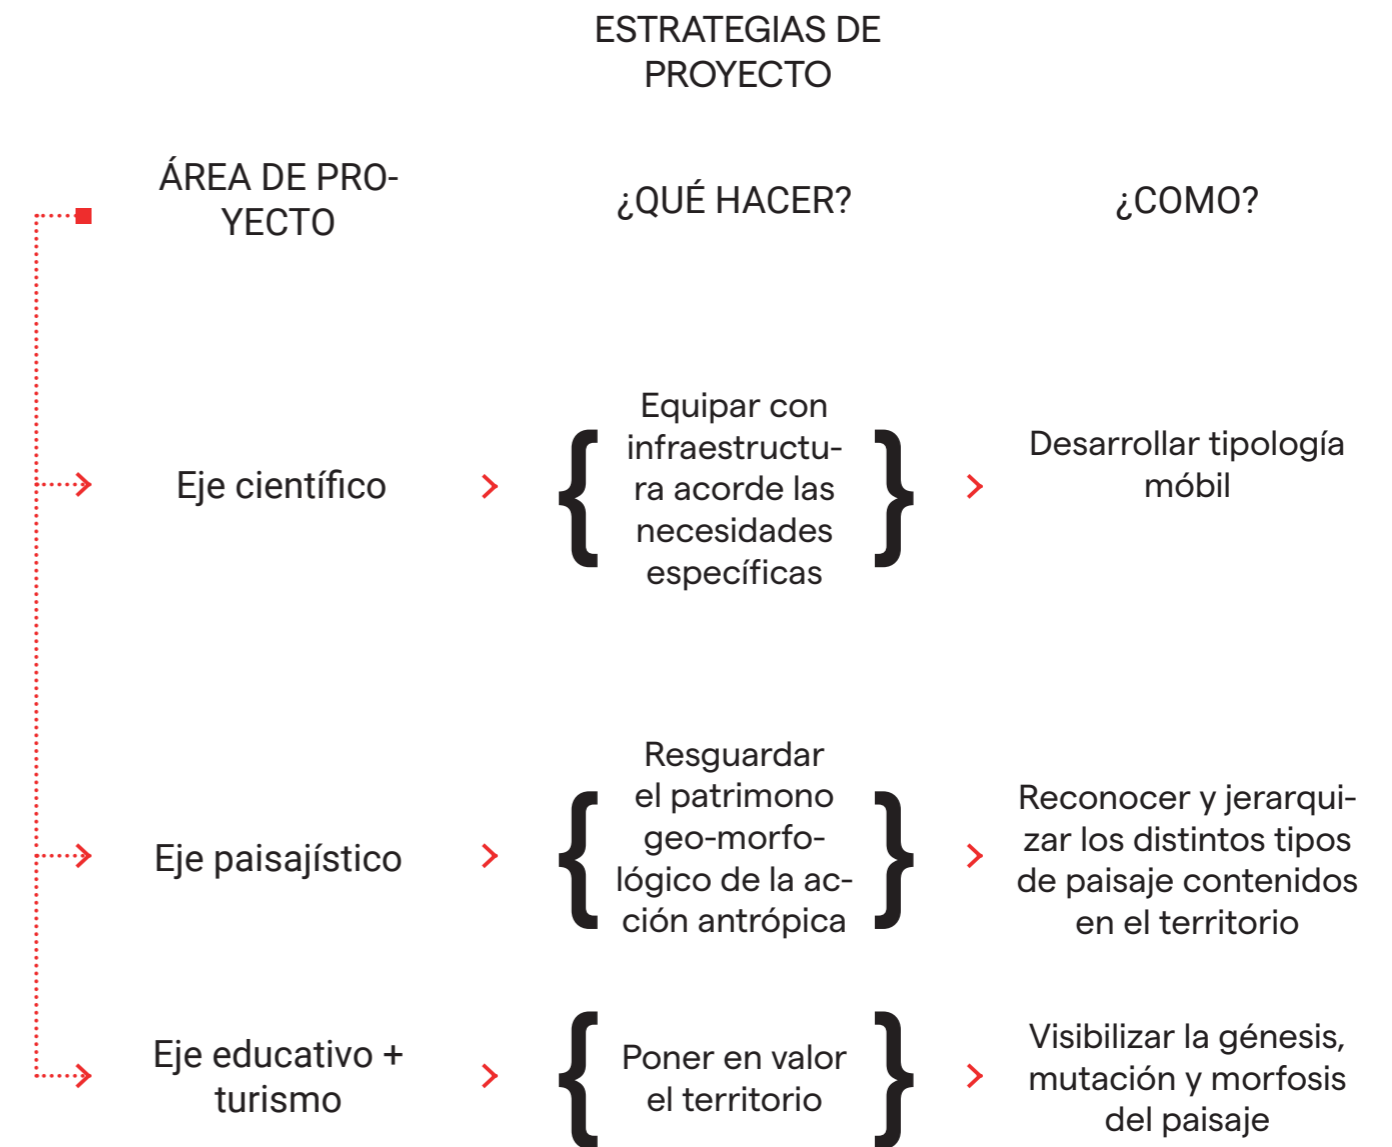 ESTRATEGIAS DE
PROYECTO
ÁREA DE PRO-
YECTO
¿QUÉ HACER?
¿COMO?
Eje científico
Equipar con
infraestructu-
ra acorde las
necesidades
específicas
Desarrollar tipología
móbil
Eje paisajístico
Resguardar
el patrimono
geo-morfo-
lógico de la ac-
ción antrópica
Reconocer y jerarqui-
zar los distintos tipos
de paisaje contenidos
en el territorio
Eje educativo +
turismo
Poner en valor
el territorio
Visibilizar la génesis,
mutación y morfosis
del paisaje